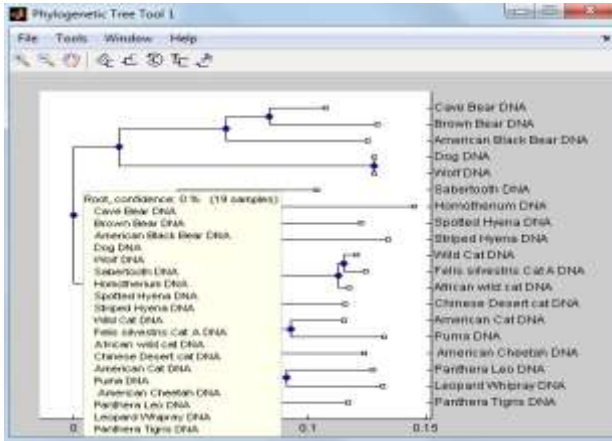 Phylogenetic Tree Tool 1
File Tools Window Help
Cave Bear DNA
Brown Bear DNA
American Black Bear DNA
Dog DNA
Wolf DNA
Sabertooth DNA
Homotherium DNA
Spotted Hyena DNA
Striped Hyena DNA
Wild Cat DNA
Felis silvestris Cat A DNA
African wild cat DNA
Chinese Desert cat DNA
American Cat DNA
Puma DNA
American Cheetah DNA
Panthera Leo DNA
Leopard Whipray DNA
Panthera Tigris DNA
Root, confidence: 0 % (19 samples)
Cave Bear DNA
Brown Bear DNA
American Black Bear DNA
Dog DNA
Wolf DNA
Sabertooth DNA
Homotherium DNA
Spotted Hyena DNA
Striped Hyena DNA
Wild Cat DNA
Felis silvestris Cat A DNA
African wild cat DNA
Chinese Desert cat DNA
American Cat DNA
Puma DNA
American Cheetah DNA
Panthera Leo DNA
Leopard Whipray DNA
Panthera Tigris DNA
0.1 0.15